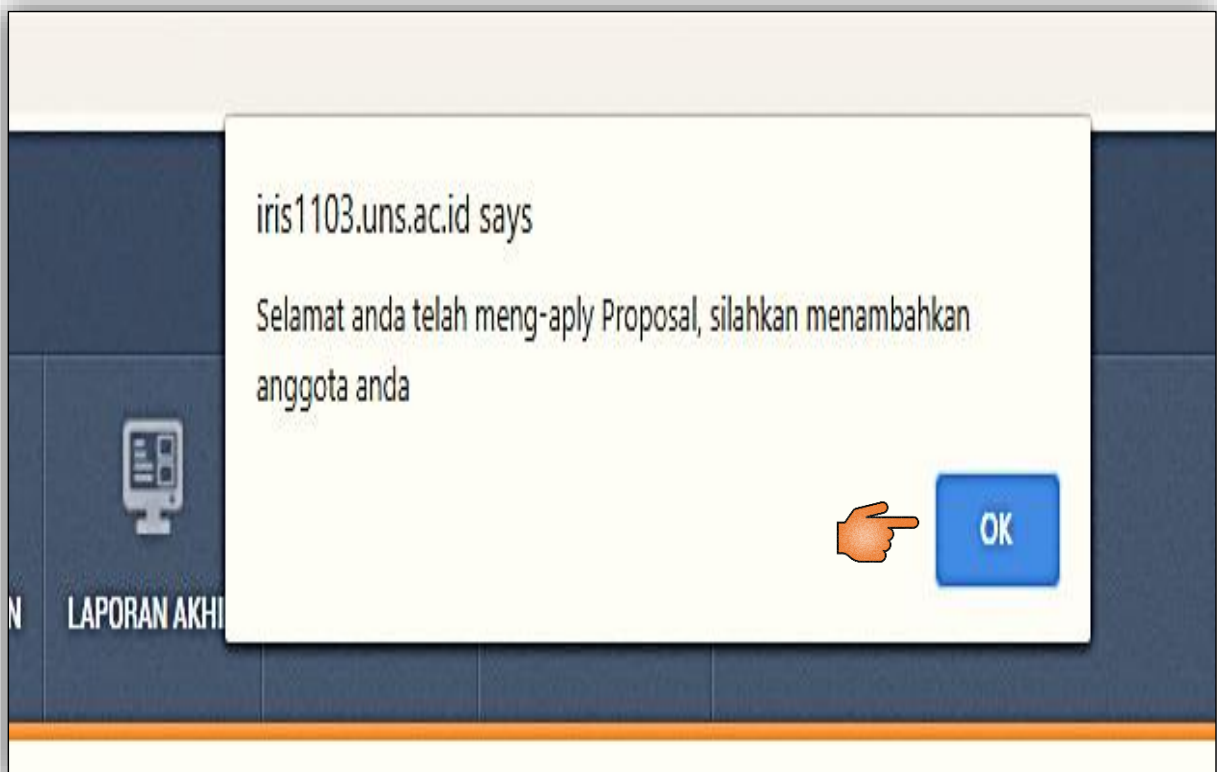 iris1103.uns.ac.id says
Selamat anda telah meng-aply Proposal, silahkan menambahkan
anggota anda
OK
N LAPORAN AKHI